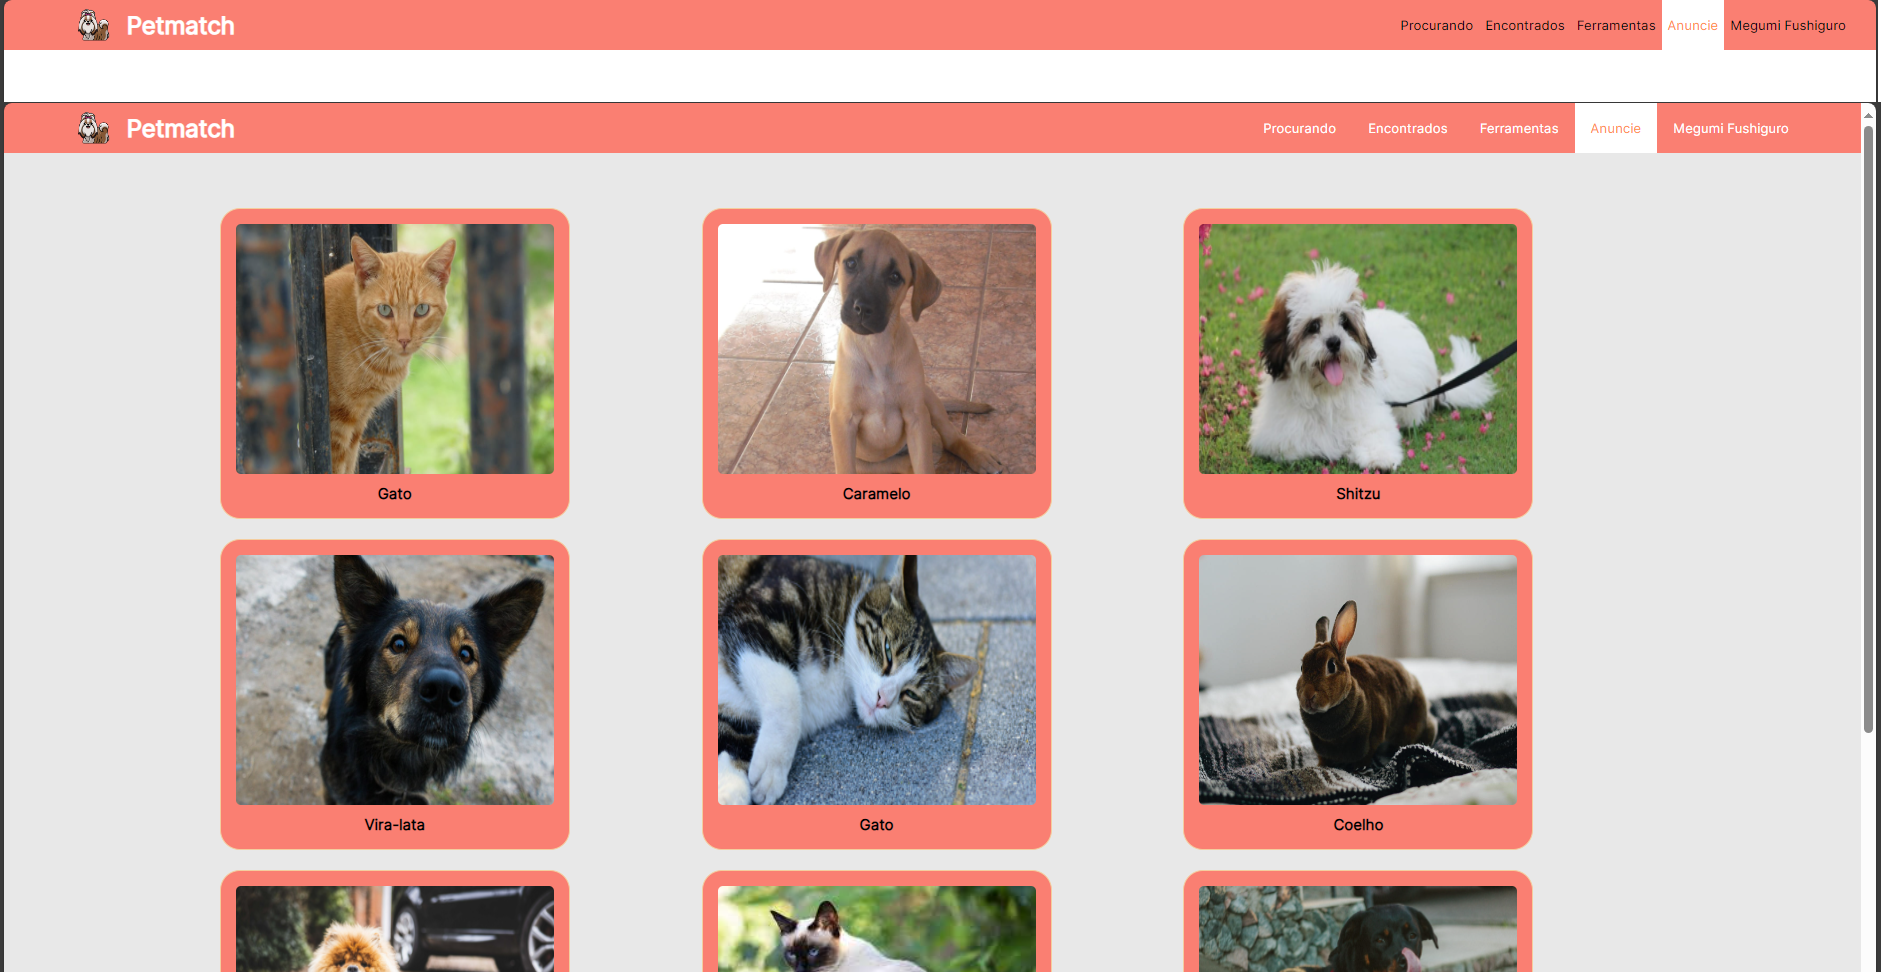 Petmatch Procurando Encontrados Ferramentas Anuncie Megumi Fushiguro
Petmatch Procurando Encontrados Ferramentas Anuncie Megumi Fushiguro
Gato Caramelo Shitzu
Vira-lata Gato Coelho